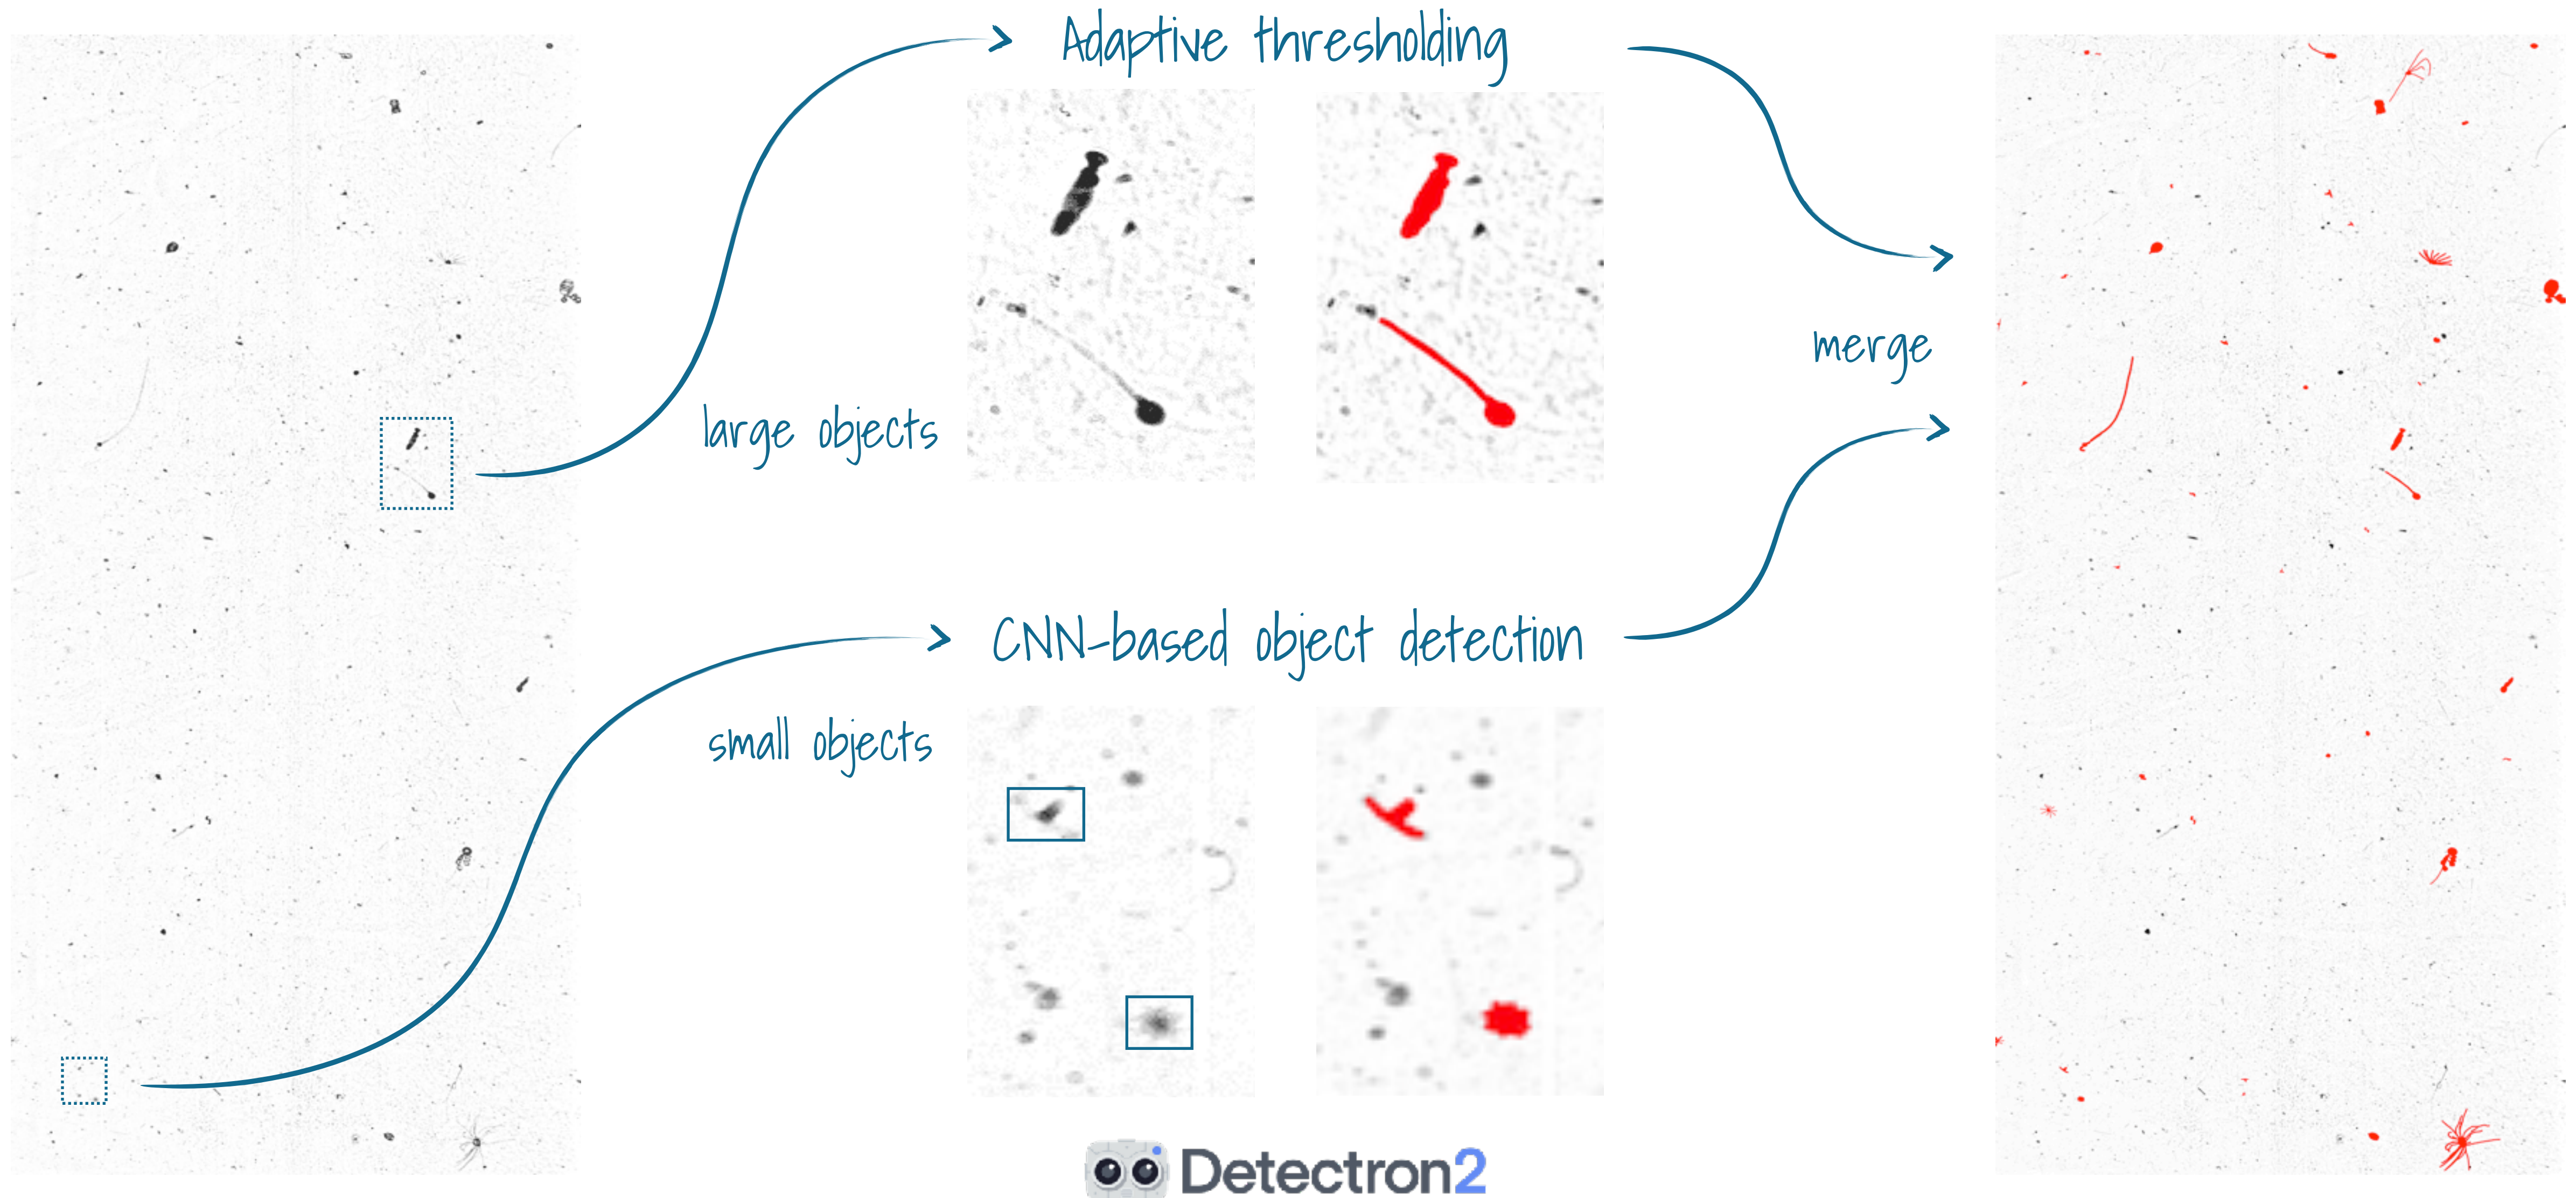 Adaptive thresholding
large objects
merge
CNN-based object detection
small objects
Detectron2